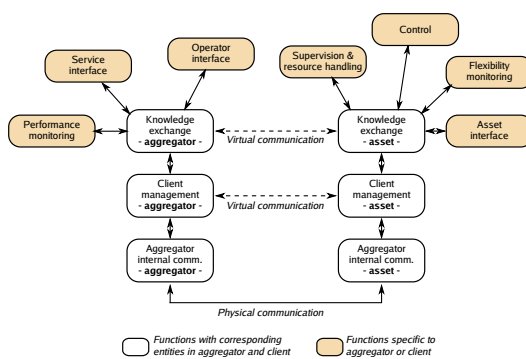 Control
Service
interface
Operator
interface
Supervision &
resource handling
Flexibility
monitoring
Performance
monitoring
Knowledge
exchange
- aggregator -
Virtual communication
Knowledge
exchange
- asset -
Asset
interface
Client
management
- aggregator -
Virtual communication
Client
management
- asset -
Aggregator
internal comm.
- aggregator -
Aggregator
internal comm.
- asset -
Physical communication
Functions with corresponding
entities in aggregator and client
Functions specific to
aggregator or client